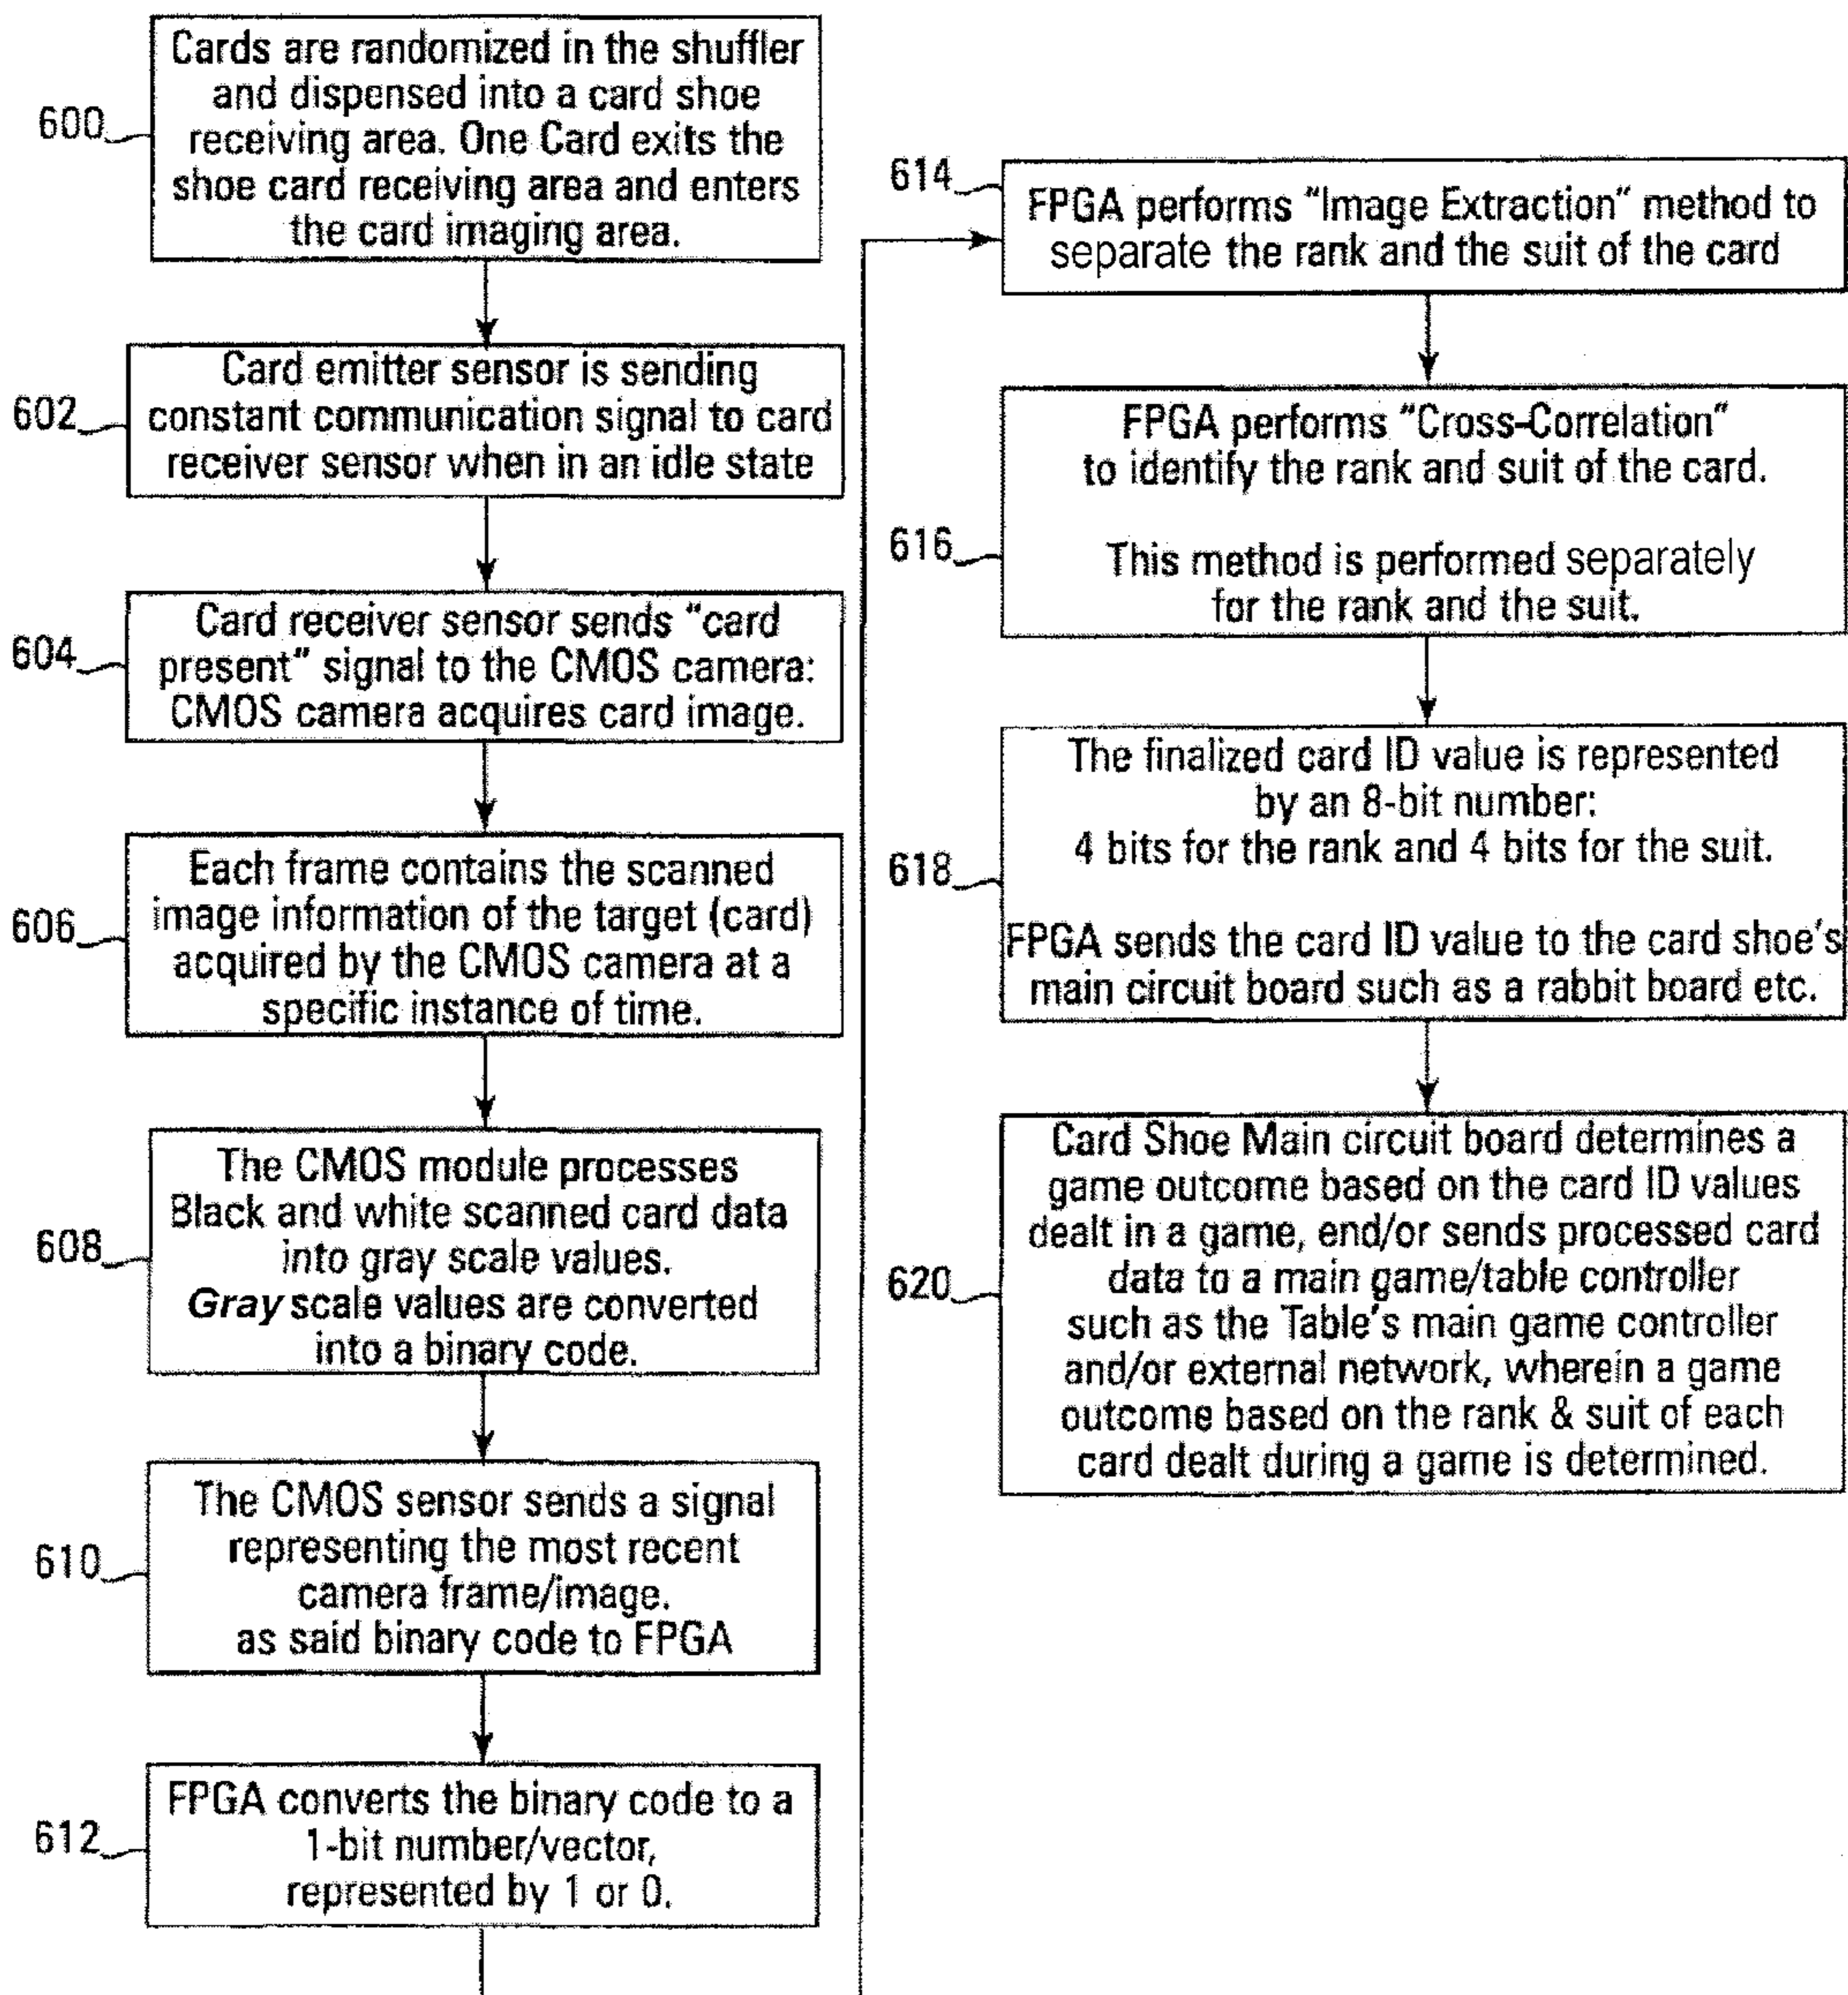 600
Cards are randomized in the shuffler
and dispensed into a card shoe
receiving area. One Card exits the
shoe card receiving area and enters
the card imaging area.
602
Card emitter sensor is sending
constant communication signal to card
receiver sensor when in an idle state
604
Card receiver sensor sends "card
present" signal to the CMOS camera:
CMOS camera acquires card image.
606
Each frame contains the scanned
image information of the target (card)
acquired by the CMOS camera at a
specific instance of time.
608
The CMOS module processes
Black and white scanned card data
into gray scale values.
Gray scale values are converted
into a binary code.
610
The CMOS sensor sends a signal
representing the most recent
camera frame/image.
as said binary code to FPGA
612
FPGA converts the binary code to a
1-bit number/vector,
represented by 1 or 0.
614
FPGA performs "Image Extraction" method to
separate the rank and the suit of the card
616
FPGA performs "Cross-Correlation"
to identify the rank and suit of the card.
This method is performed separately
for the rank and the suit.
618
The finalized card ID value is represented
by an 8-bit number:
4 bits for the rank and 4 bits for the suit.
FPGA sends the card ID value to the card shoe's
main circuit board such as a rabbit board etc.
620
Card Shoe Main circuit board determines a
game outcome based on the card ID values
dealt in a game, end/or sends processed card
data to a main game/table controller
such as the Table's main game controller
and/or external network, wherein a game
outcome based on the rank & suit of each
card dealt during a game is determined.